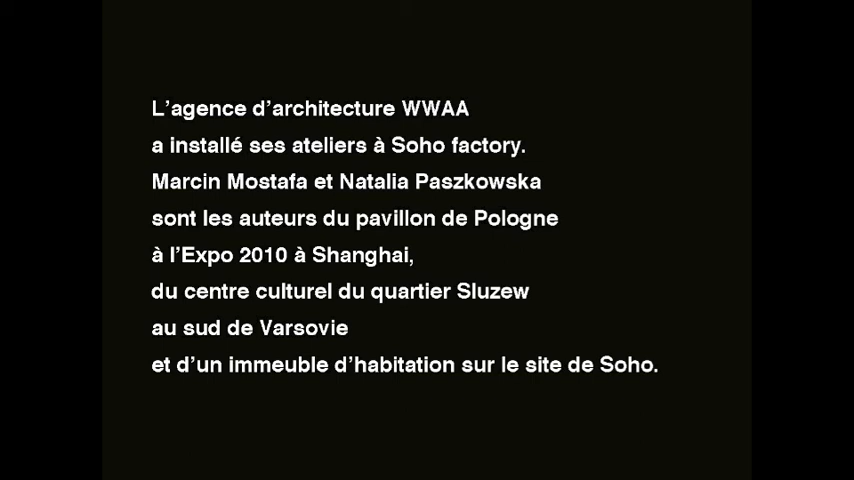 L’agence d’architecture WWAA
a installé ses ateliers à Soho factory.
Marcin Mostafa et Natalia Paszkowska
sont les auteurs du pavillon de Pologne
à l’Expo 2010 à Shanghai,
du centre culturel du quartier Sluzew
au sud de Varsovie
et d’un immeuble d’habitation sur le site de Soho.